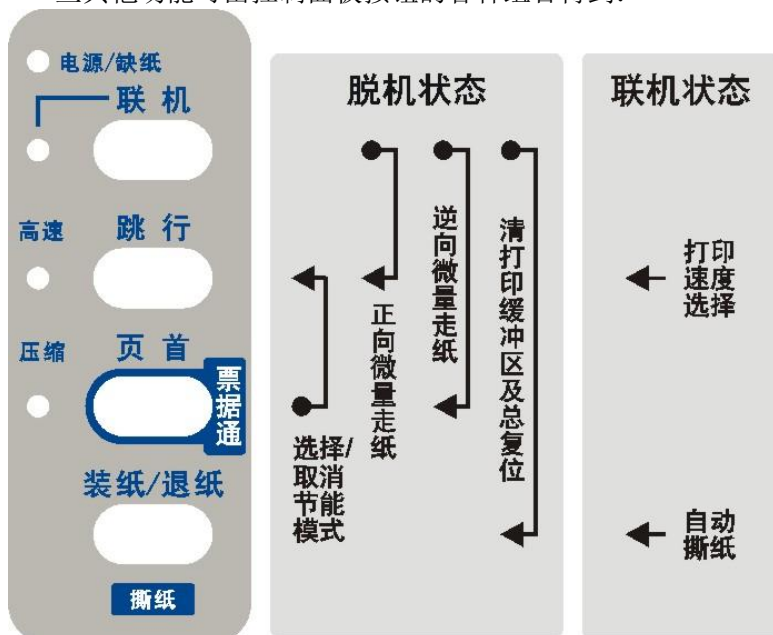 电源/缺纸
联 机
高速
跳 行
压缩
页 首
票据通
装纸/退纸
撕纸
脱机状态
选择/
取消
节能
模式
正向微量走纸
逆向微量走纸
清打印缓冲区及总复位
联机状态
打印
速度
选择
自动
撕纸